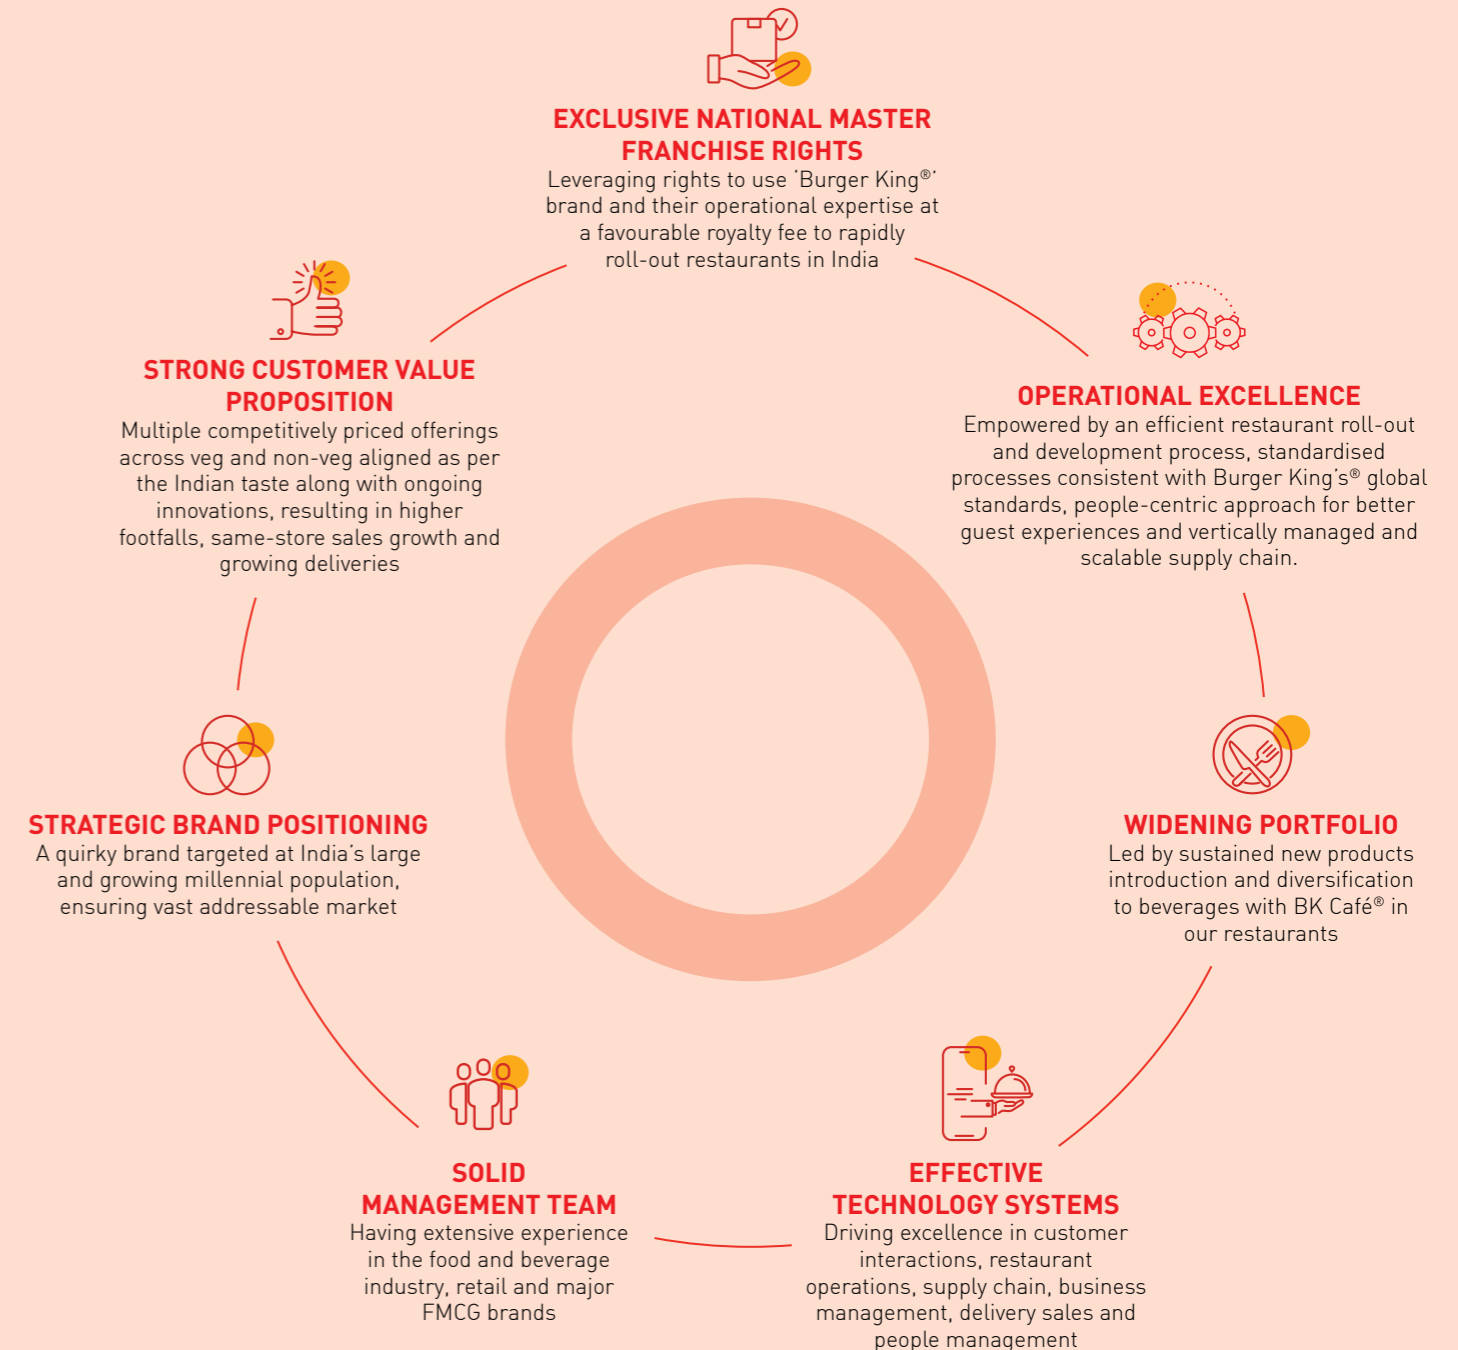 EXCLUSIVE NATIONAL MASTER
FRANCHISE RIGHTS
Leveraging rights to use ‘Burger King®’
brand and their operational expertise at
a favourable royalty fee to rapidly
roll-out restaurants in India
OPERATIONAL EXCELLENCE
Empowered by an efficient restaurant roll-out
and development process, standardised
processes consistent with Burger King’s® global
standards, people-centric approach for better
guest experiences and vertically managed and
scalable supply chain.
WIDENING PORTFOLIO
Led by sustained new products
introduction and diversification
to beverages with BK Café® in
our restaurants
EFFECTIVE
TECHNOLOGY SYSTEMS
Driving excellence in customer
interactions, restaurant
operations, supply chain, business
management, delivery sales and
people management
SOLID
MANAGEMENT TEAM
Having extensive experience
in the food and beverage
industry, retail and major
FMCG brands
STRATEGIC BRAND POSITIONING
A quirky brand targeted at India’s large
and growing millennial population,
ensuring vast addressable market
STRONG CUSTOMER VALUE
PROPOSITION
Multiple competitively priced offerings
across veg and non-veg aligned as per
the Indian taste along with ongoing
innovations, resulting in higher
footfalls, same-store sales growth and
growing deliveries